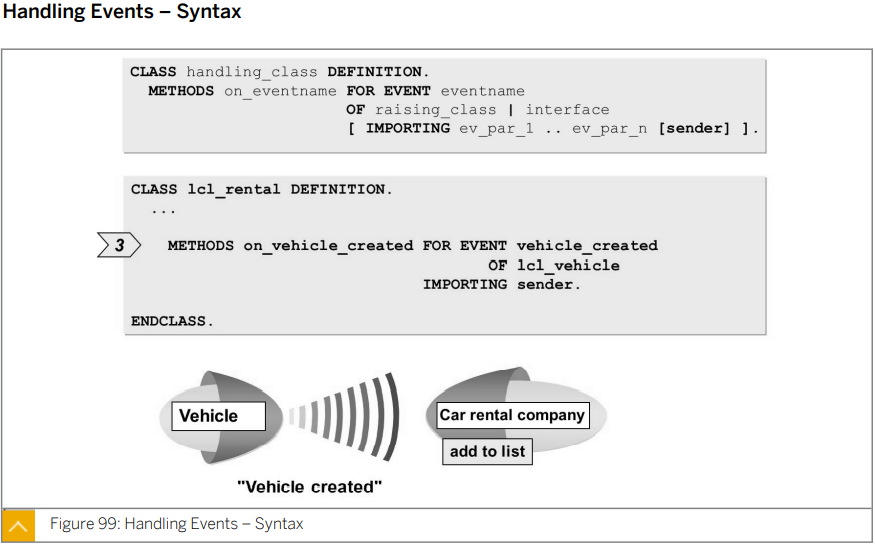 Handling Events – Syntax
CLASS handling_class DEFINITION.
METHODS on_eventname FOR EVENT eventname
OF raising_class | interface
[ IMPORTING ev_par_1 .. ev_par_n [sender] ].
CLASS lcl_rental DEFINITION.
...
3
METHODS on_vehicle_created FOR EVENT vehicle_created
OF lcl_vehicle
IMPORTING sender.
ENDCLASS.
Vehicle
Car rental company
add to list
"Vehicle created"
Figure 99: Handling Events – Syntax